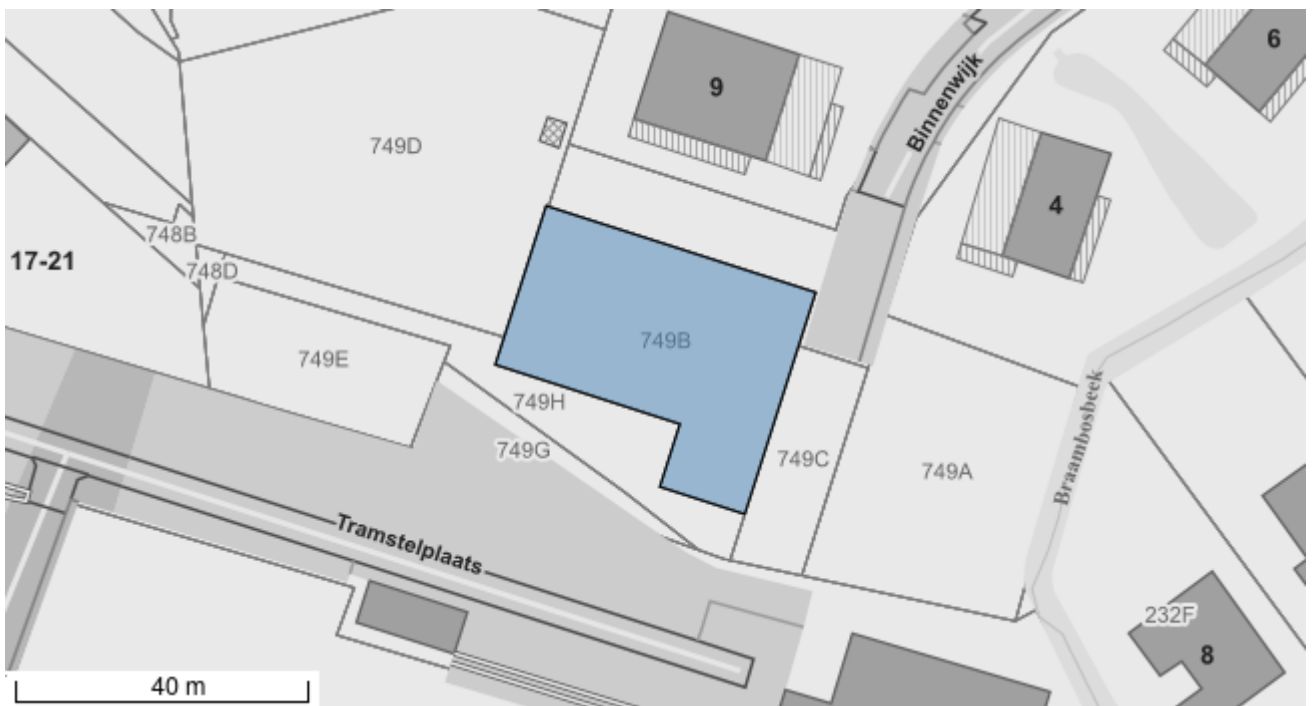 6
9
Binnenwijk
749D
4
748B
17-21
748D
749B
749E
749H
Braambosbeek
749G
749C
749A
Tramstelplaats
232F
8
40 m